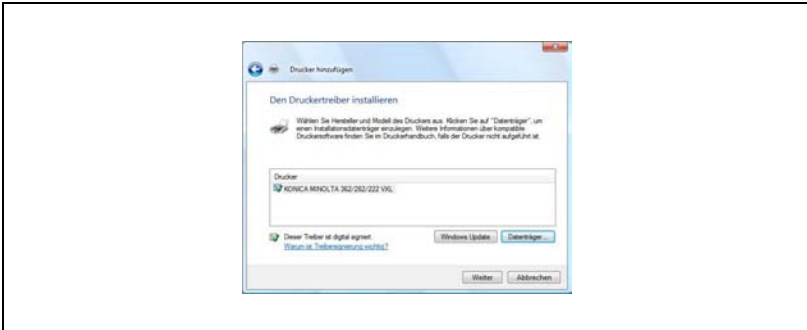 Drucker hinzufügen
Den Druckertreiber installieren
Wählen Sie Hersteller und Modell des Druckers aus. Klicken Sie auf "Datenträger", um
einen Installationsdatenträger einzulegen. Weitere Informationen über kompatible
Druckersoftware finden Sie im Druckerhandbuch, falls der Drucker nicht aufgeführt ist.
Drucker
KONICA MINOLTA 362/282/222 VXL
Dieser Treiber ist digital signiert.
Windows Update
Datenträger...
Warum ist Treibersignierung wichtig?
Weiter
Abbrechen